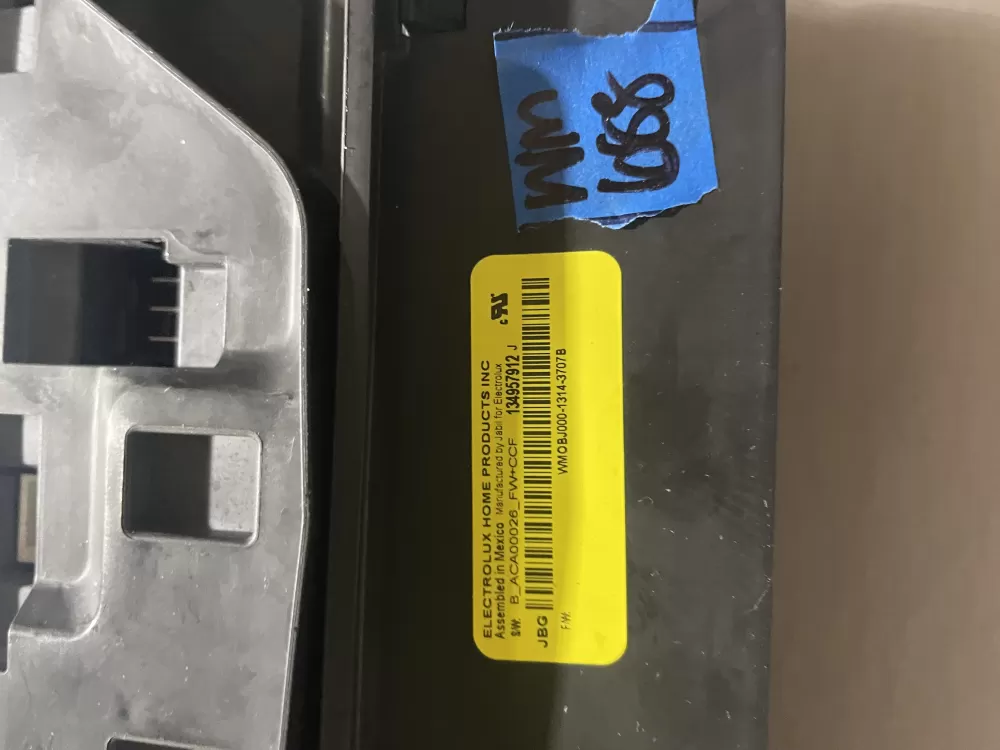 WM
ELECTROLUX HOME PRODUCTS INC
Assembled in Mexico Manufactured by Jabil for Electrolux
SW. B_ACA00026_FW+CCF 134957912 J
JBG
F.W. WMOBJ000-1314-3707B